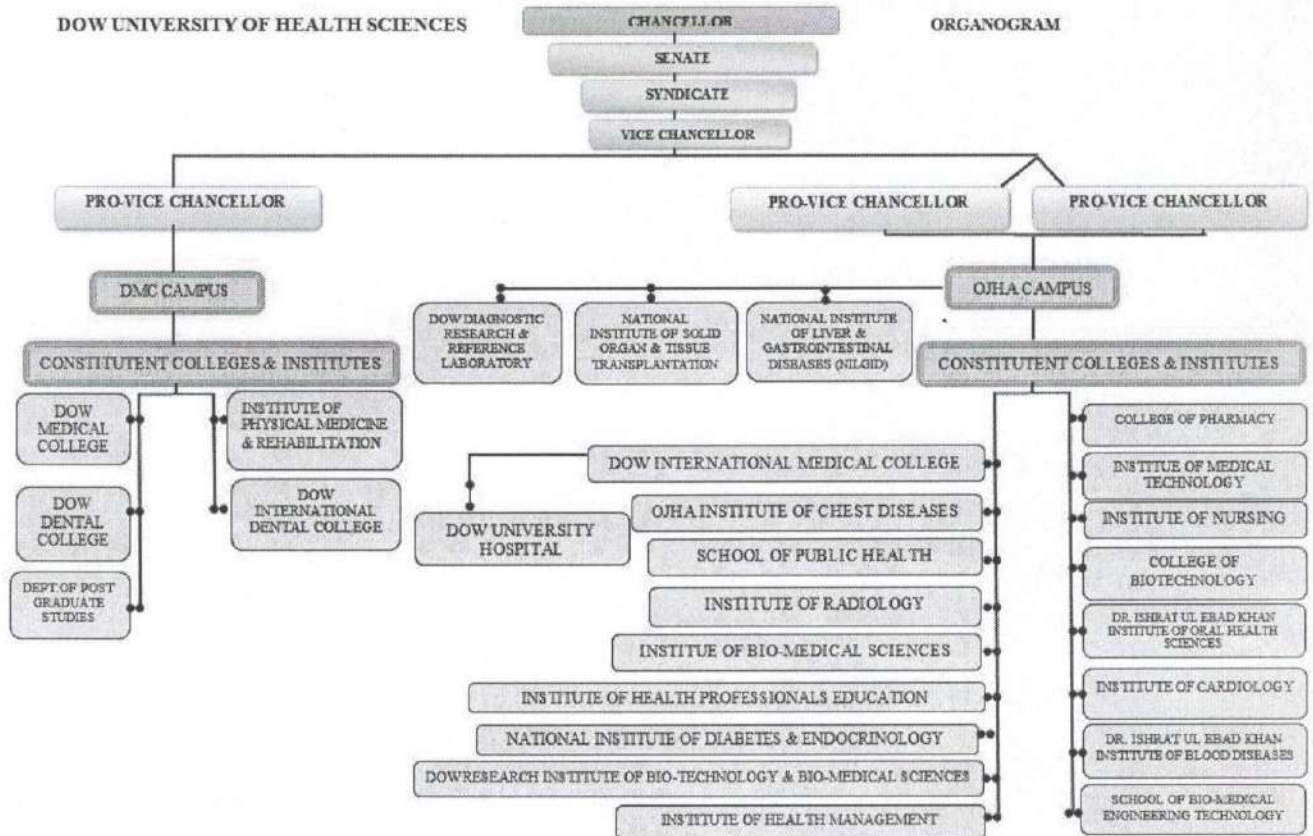 DOW UNIVERSITY OF HEALTH SCIENCES
ORGANOGRAM
CHANCELLOR
SENATE
SYNDICATE
VICE CHANCELLOR
PRO-VICE CHANCELLOR
PRO-VICE CHANCELLOR
PRO-VICE CHANCELLOR
DMC CAMPUS
OJHA CAMPUS
DOW DIAGNOSTIC
RESEARCH &
REFERENCE
LABORATORY
NATIONAL
INSTITUTE OF SOLID
ORGAN & TISSUE
TRANSPLANTATION
NATIONAL INSTITUTE
OF LIVER &
GASTROINTESTINAL
DISEASES (NILGID)
CONSTITUTENT COLLEGES & INSTITUTES
CONSTITUTENT COLLEGES & INSTITUTES
DOW
MEDICAL
COLLEGE
INSTITUTE OF
PHYSICAL MEDICINE
& REHABILITATION
DOW
DENTAL
COLLEGE
DOW
INTERNATIONAL
DENTAL COLLEGE
DEPT. OF POST
GRADUATE
STUDIES
DOW INTERNATIONAL MEDICAL COLLEGE
DOW UNIVERSITY
HOSPITAL
OJHA INSTITUTE OF CHEST DISEASES
SCHOOL OF PUBLIC HEALTH
INSTITUTE OF RADIOLOGY
INSTITUE OF BIO-MEDICAL SCIENCES
INSTITUTE OF HEALTH PROFESSIONALS EDUCATION
NATIONAL INSTITUTE OF DIABETES & ENDOCRINOLOGY
DOW RESEARCH INSTITUTE OF BIO-TECHNOLOGY & BIO-MEDICAL SCIENCES
INSTITUTE OF HEALTH MANAGEMENT
COLLEGE OF PHARMACY
INSTITUE OF MEDICAL
TECHNOLOGY
INSTITUTE OF NURSING
COLLEGE OF
BIOTECHNOLOGY
DR. ISHRAT UL EBAD KHAN
INSTITUTE OF ORAL HEALTH
SCIENCES
INSTITUTE OF CARDIOLOGY
DR. ISHRAT UL EBAD KHAN
INSTITUTE OF BLOOD DISEASES
SCHOOL OF BIO-MEDICAL
ENGINEERING TECHNOLOGY